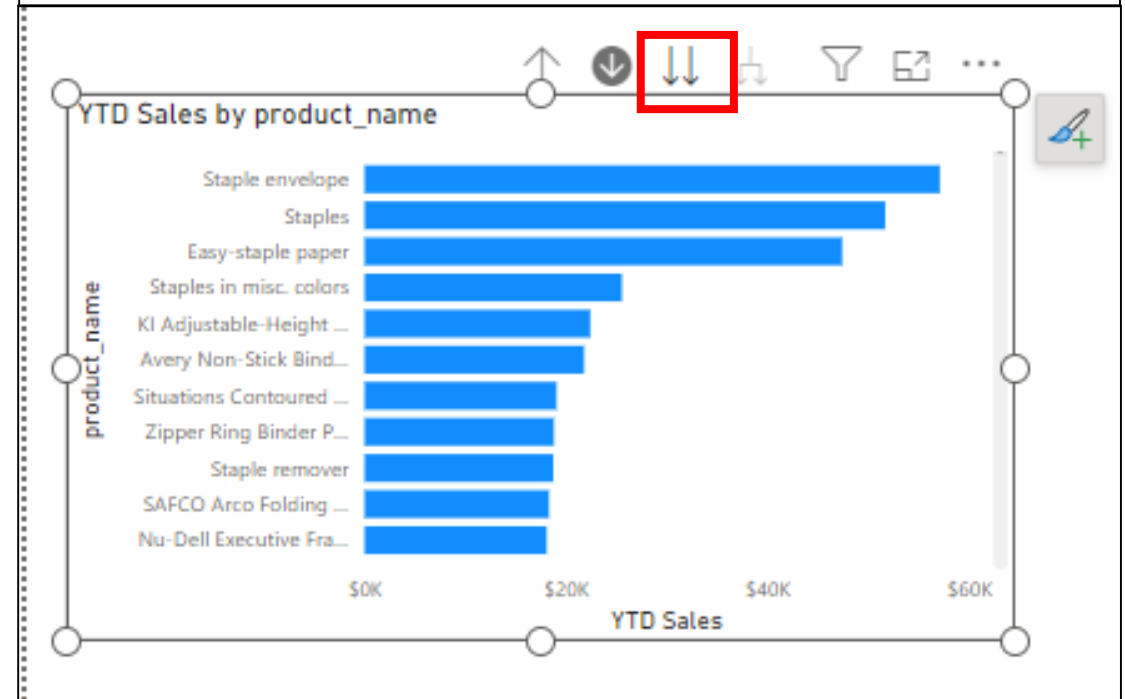 YTD Sales by product_name
Staple envelope
Staples
Easy-staple paper
Staples in misc. colors
KI Adjustable-Height ...
Avery Non-Stick Bind...
Situations Contoured ...
Zipper Ring Binder P...
Staple remover
SAFCO Arco Folding ...
Nu-Dell Executive Fra...
product_name
$0K $20K $40K $60K
YTD Sales